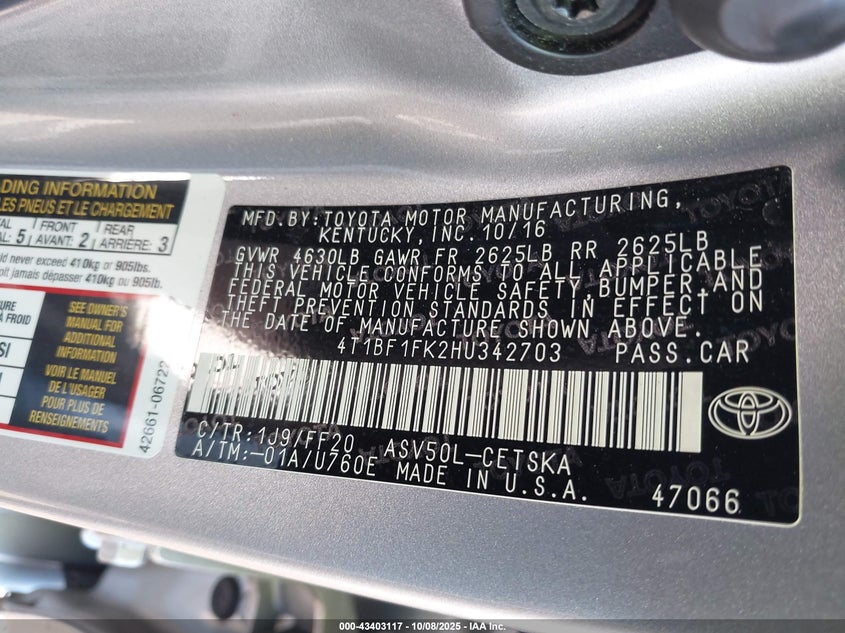 ADING INFORMATION
LES PNEUS ET LE CHARGEMENT
AL: 5 FRONT AVANT: 2 REAR ARRIÈRE: 3
d never exceed 410kg or 905lbs.
oit jamais dépasser 410kg ou 905lb.
À FROID
SEE OWNER'S
MANUAL FOR
ADDITIONAL
INFORMATION
VOIR LE MANUEL
DE L'USAGER
POUR PLUS DE
RENSEIGNEMENTS
MFD.BY:TOYOTA MOTOR MANUFACTURING,
KENTUCKY, INC. 10/16
GVWR 4630LB GAWR FR 2625LB RR 2625LB
THIS VEHICLE CONFORMS TO ALL APPLICABLE
FEDERAL MOTOR VEHICLE SAFETY,BUMPER,AND
THEFT PREVENTION STANDARDS IN EFFECT ON
THE DATE OF MANUFACTURE SHOWN ABOVE.
4T1BF1FK2HU342703 PASS.CAR
C/TR:1J9/FF20 ASV50L-CETSKA
A/TM:-01A/U760E MADE IN U.S.A.
47066
000-43403117 - 10/08/2025 - IAA Inc.